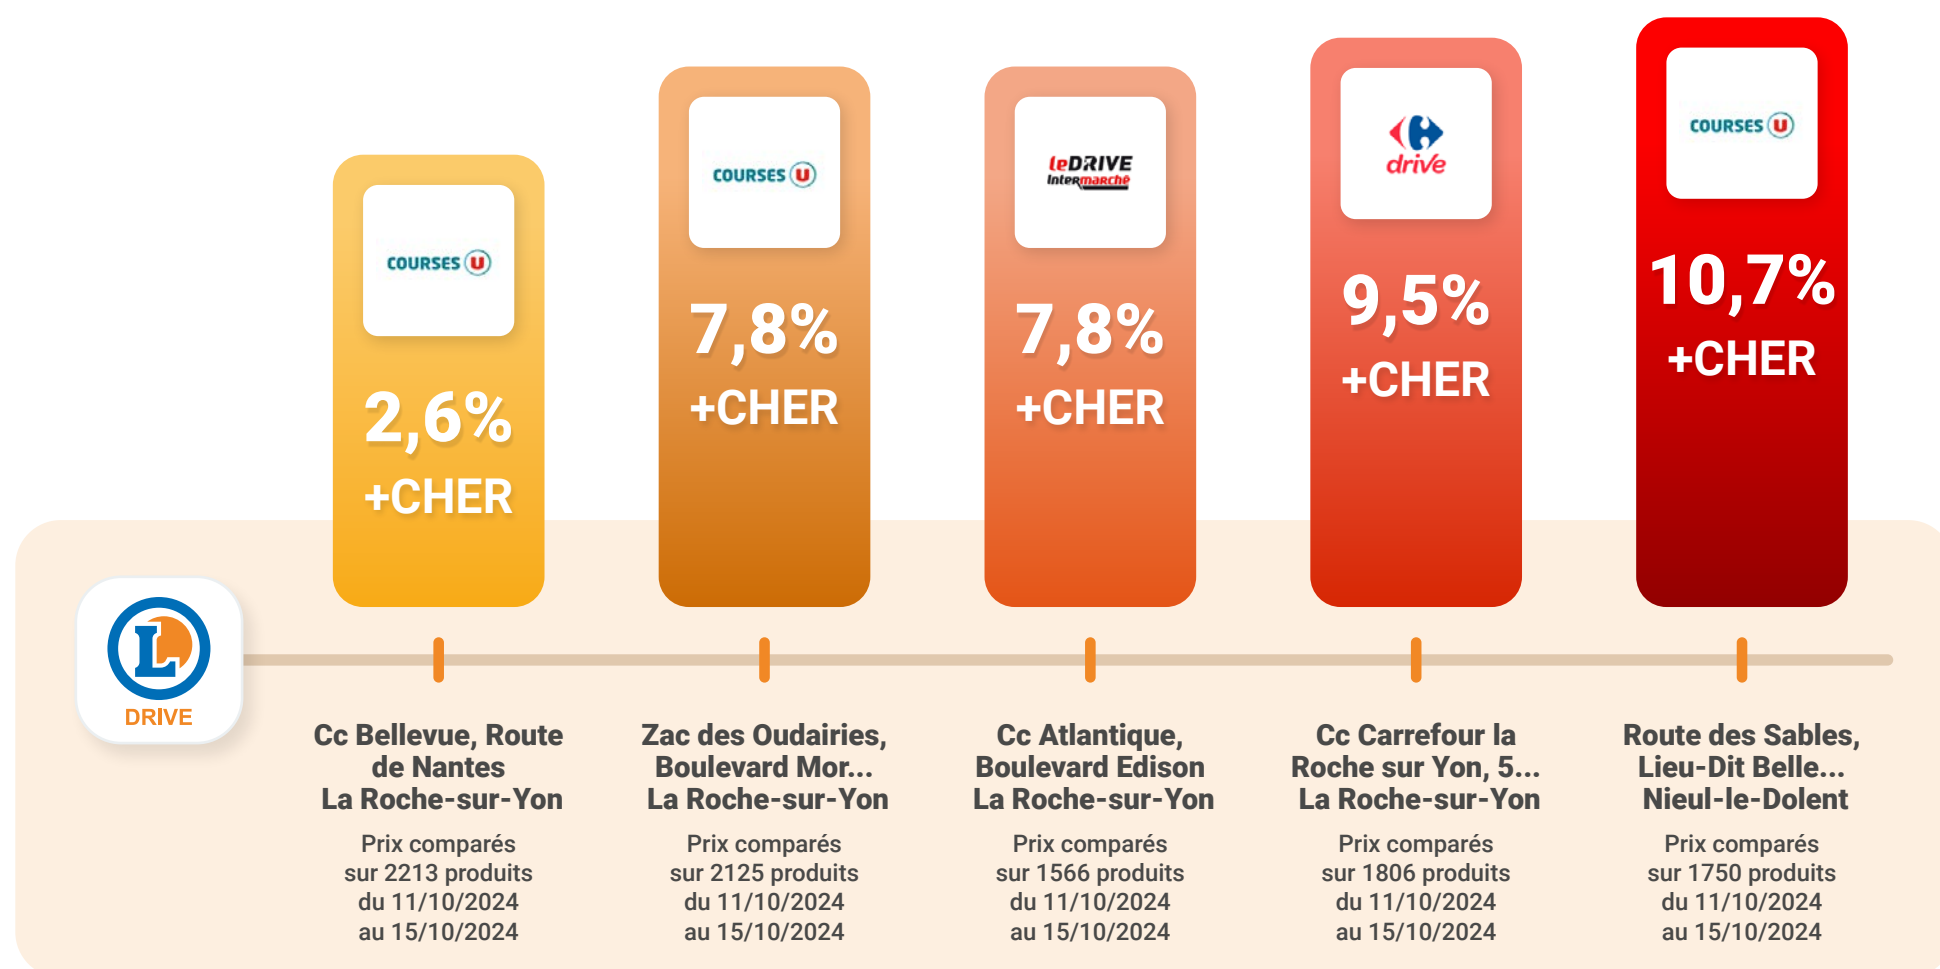 COURSES U
2,6%
+CHER
COURSES U
7,8%
+CHER
leDRIVE
Intermarché
7,8%
+CHER
drive
9,5%
+CHER
COURSES U
10,7%
+CHER
L
DRIVE
Cc Bellevue, Route
de Nantes
La Roche-sur-Yon
Prix comparés
sur 2213 produits
du 11/10/2024
au 15/10/2024
Zac des Oudairies,
Boulevard Mor...
La Roche-sur-Yon
Prix comparés
sur 2125 produits
du 11/10/2024
au 15/10/2024
Cc Atlantique,
Boulevard Edison
La Roche-sur-Yon
Prix comparés
sur 1566 produits
du 11/10/2024
au 15/10/2024
Cc Carrefour la
Roche sur Yon, 5...
La Roche-sur-Yon
Prix comparés
sur 1806 produits
du 11/10/2024
au 15/10/2024
Route des Sables,
Lieu-Dit Belle...
Nieul-le-Dolent
Prix comparés
sur 1750 produits
du 11/10/2024
au 15/10/2024